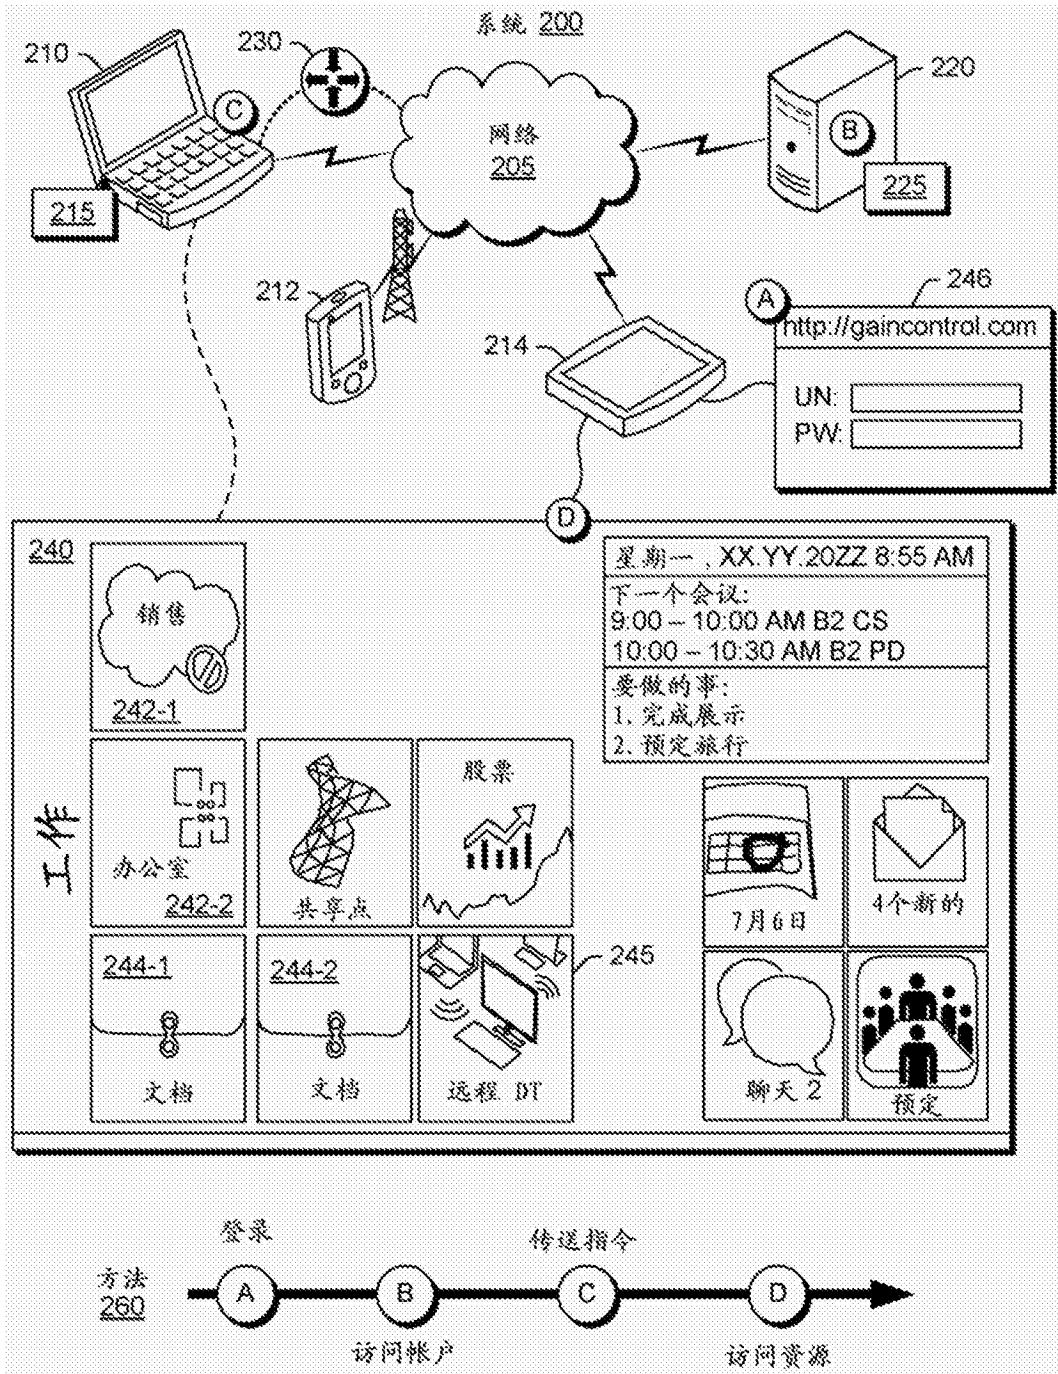 系统 200
210
230
220
C
网络
205
B
215
225
212
214
A
246
http://gaincontrol.com
UN:
PW:
D
240
销售
242-1
星期一 , XX.YY.20ZZ 8:55 AM
下一个会议:
9:00 – 10:00 AM B2 CS
10:00 – 10:30 AM B2 PD
要做的事:
1. 完成展示
2. 预定旅行
工作
办公室
242-2
共享点
股票
7月6日
4个新的
244-1
文档
244-2
文档
245
远程 DT
聊天 2
预定
登录
传送指令
方法
260
A
B
C
D
访问帐户
访问资源